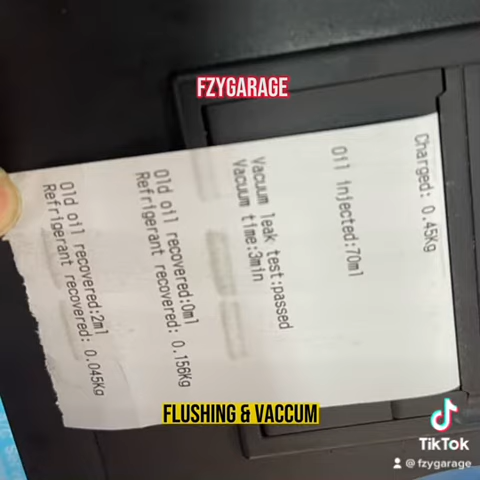 FZYGARAGE
Old oil recovered:2ml
Refrigerant recovered: 0.045Kg
Old oil recovered:0ml
Refrigerant recovered: 0.156Kg
Vacuum leak test:passed
Vacuum time:3min
Oil injected:70ml
Charged: 0.45Kg
FLUSHING & VACCUM
TikTok
@fzygarage